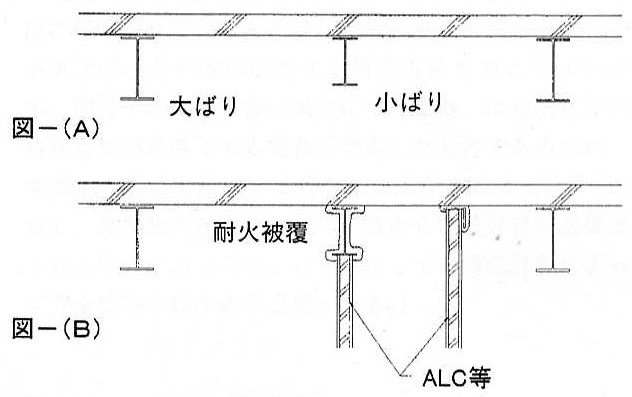 大ばり
小ばり
図ー(A)
耐火被覆
図ー(B)
ALC等